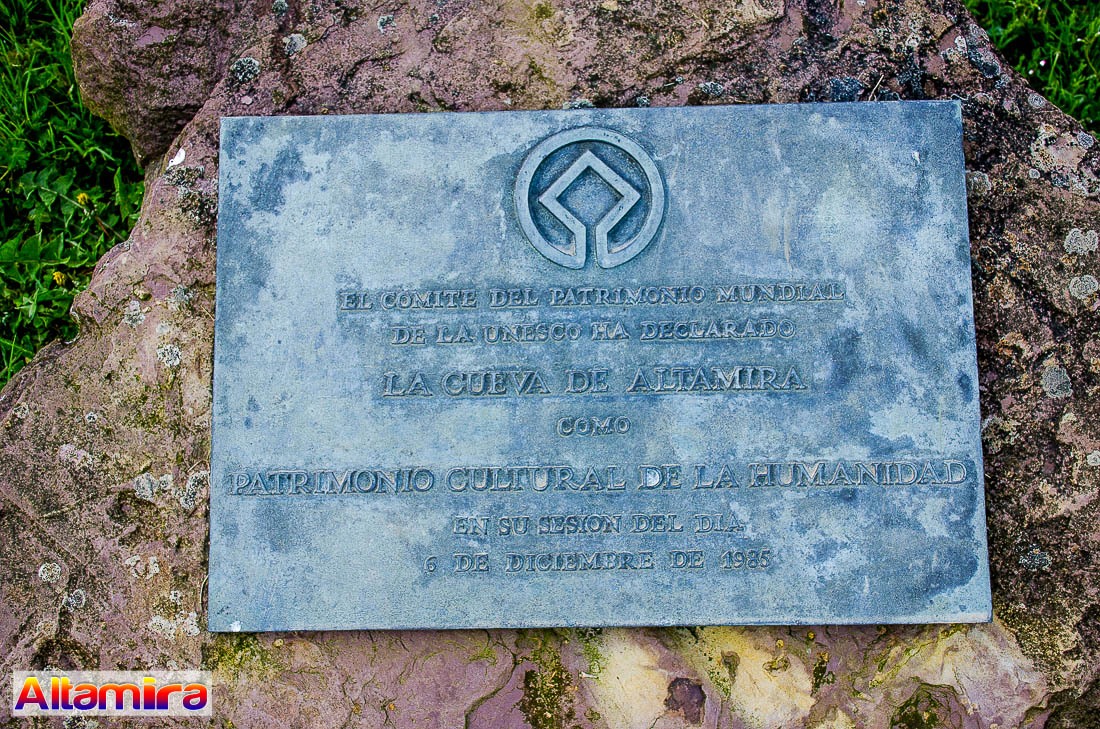 EL COMITE DEL PATRIMONIO MUNDIAL
DE LA UNESCO HA DECLARADO
LA CUEVA DE ALTAMIRA
COMO
PATRIMONIO CULTURAL DE LA HUMANIDAD
EN SU SESION DEL DIA
6 DE DICIEMBRE DE 1985
Altamira